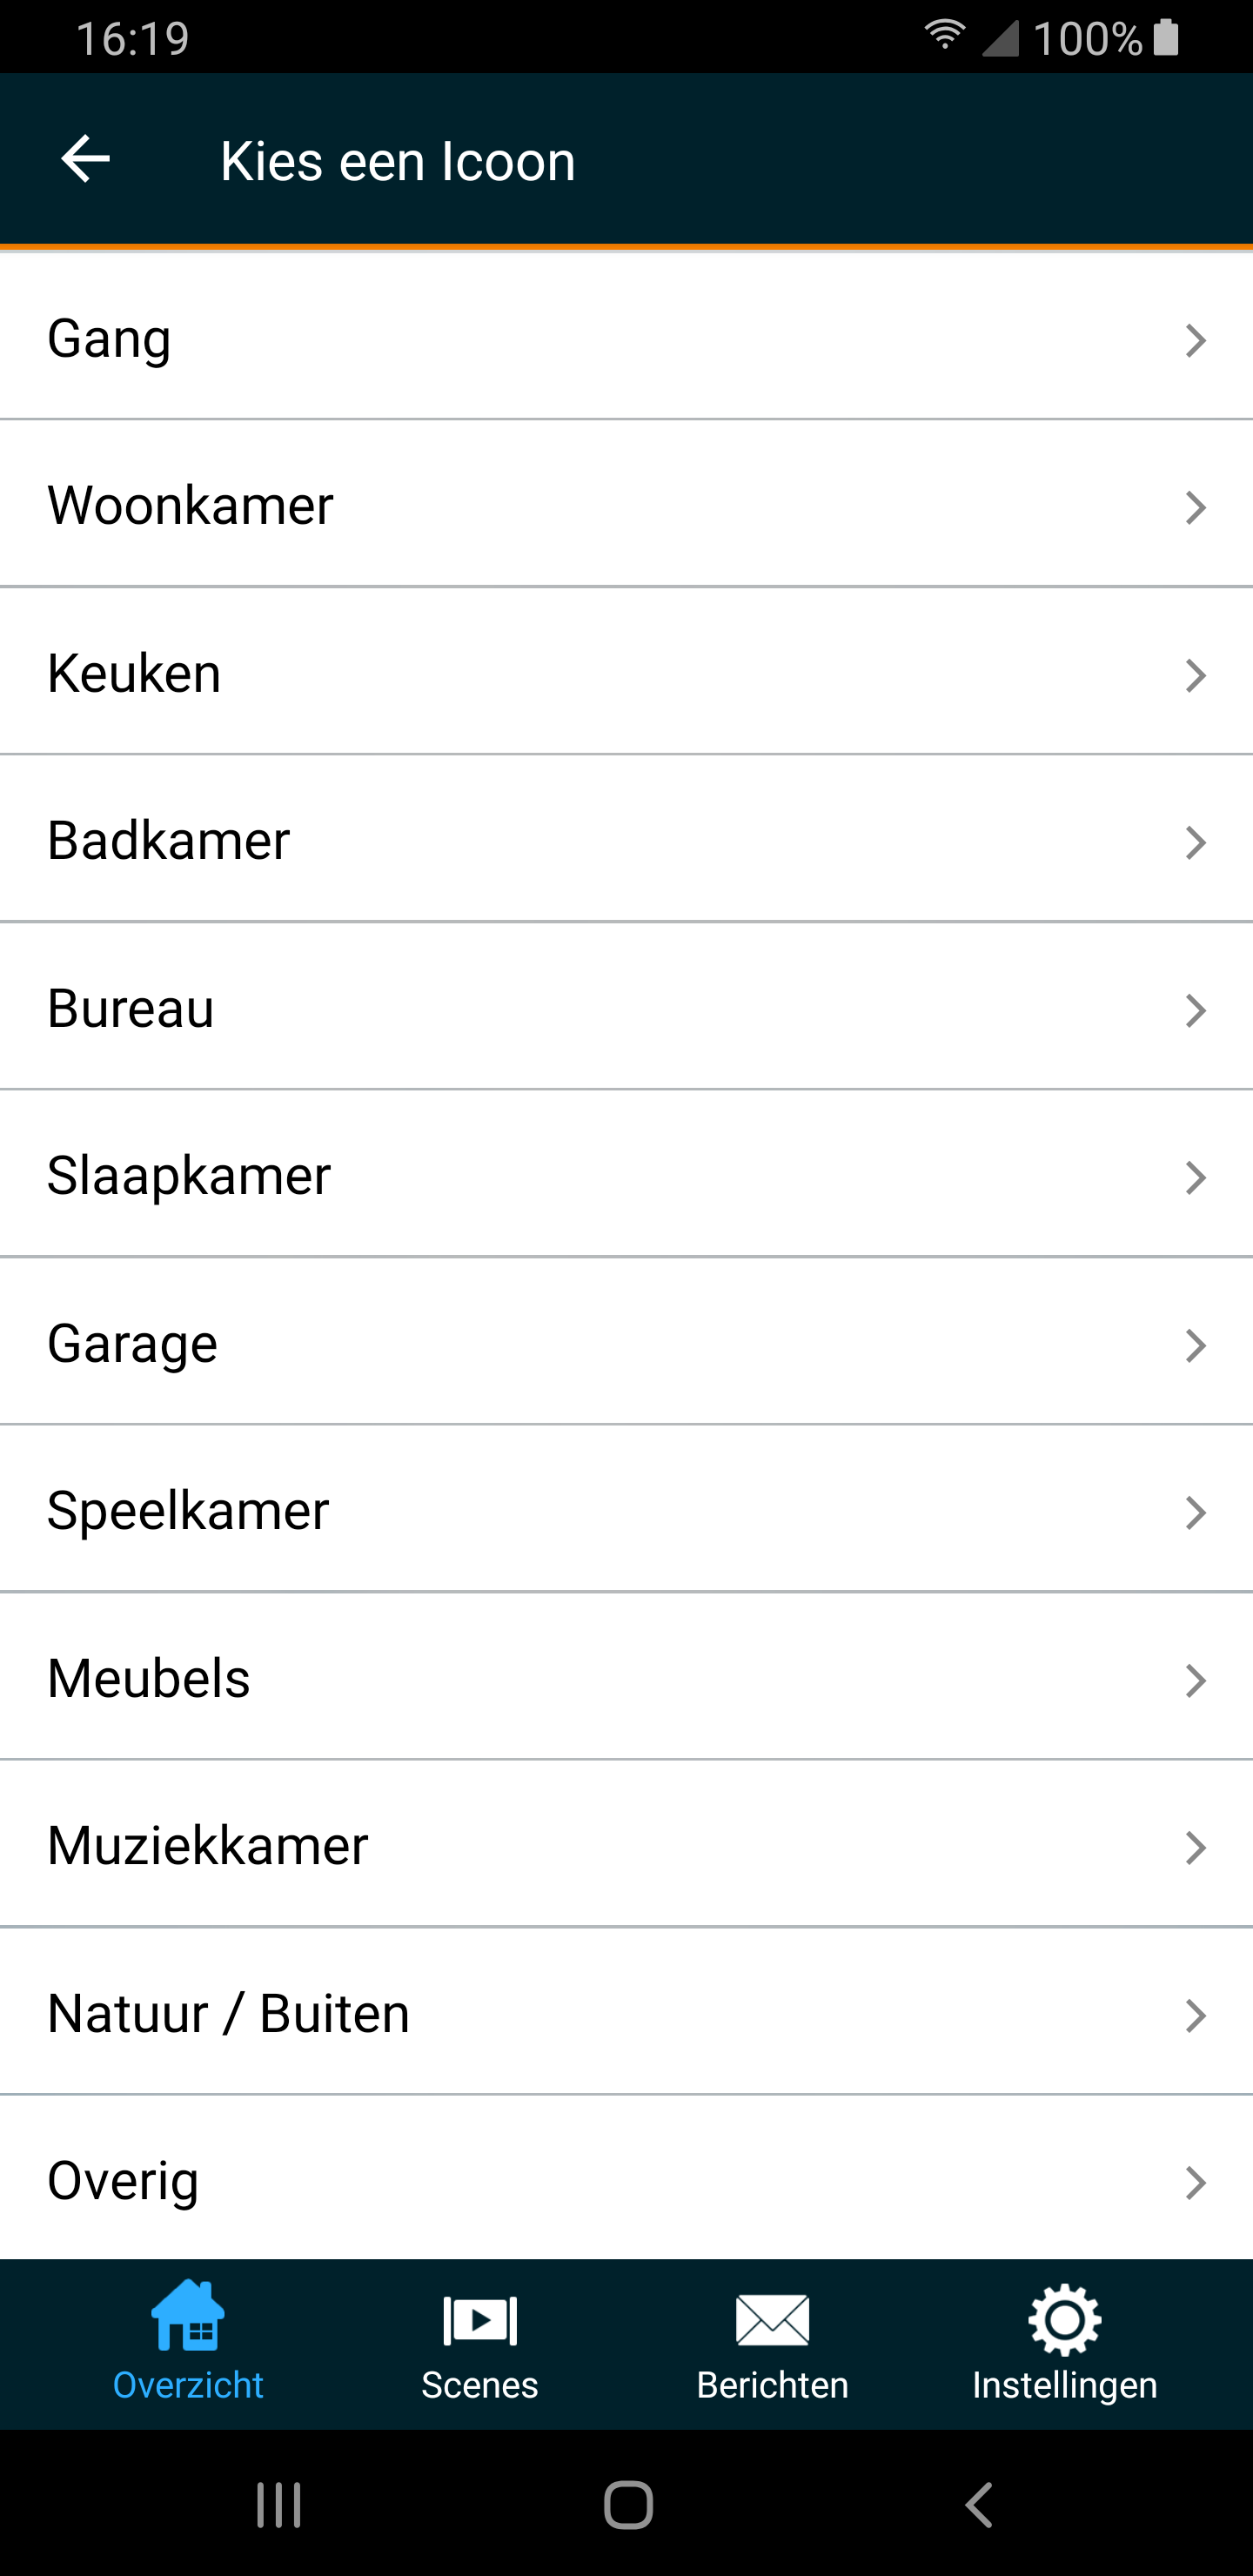 16:19 100%
Kies een Icoon
Gang
Woonkamer
Keuken
Badkamer
Bureau
Slaapkamer
Garage
Speelkamer
Meubels
Muziekkamer
Natuur / Buiten
Overig
Overzicht Scenes Berichten Instellingen